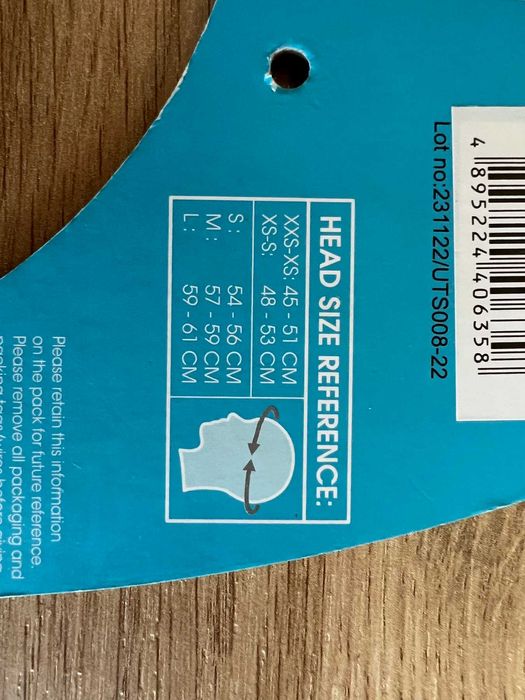 4 895224 406358
Lot no:231122/UTS008-22
HEAD SIZE REFERENCE:
XXS-XS: 45 - 51 CM
XS-S: 48 - 53 CM
S: 54 - 56 CM
M: 57 - 59 CM
L: 59 - 61 CM
Please retain this information
on the pack for future reference.
Please remove all packaging and